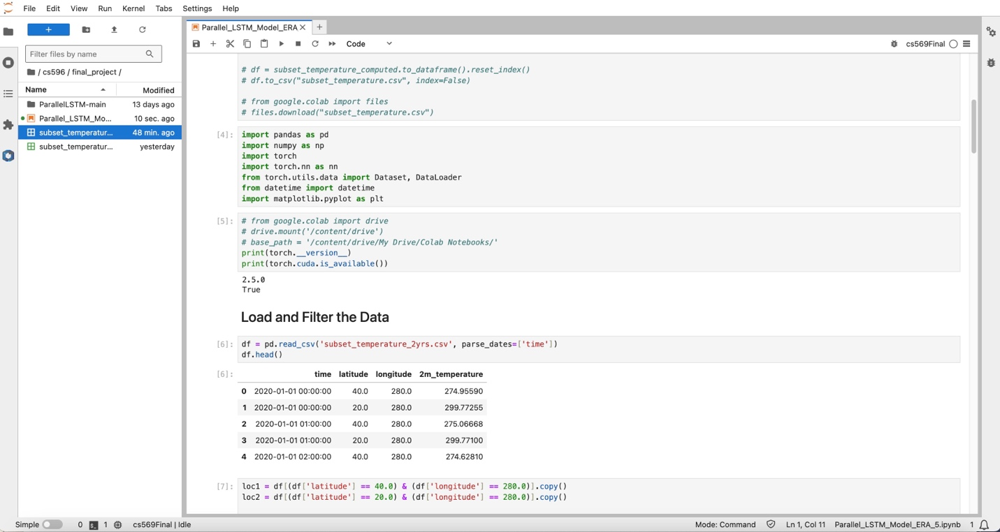 File Edit View Run Kernel Tabs Settings Help
+
Filter files by name
/ cs596 / final_project /
Name Modified
ParallelLSTM-main 13 days ago
Parallel_LSTM_Mo... 10 sec. ago
subset_temperatur... 48 min. ago
subset_temperatur... yesterday
Parallel_LSTM_Model_ERA
Code
cs569Final
# df = subset_temperature_computed.to_dataframe().reset_index()
# df.to_csv("subset_temperature.csv", index=False)
# from google.colab import files
# files.download("subset_temperature.csv")
[4]: import pandas as pd
import numpy as np
import torch
import torch.nn as nn
from torch.utils.data import Dataset, DataLoader
from datetime import datetime
import matplotlib.pyplot as plt
[5]: # from google.colab import drive
# drive.mount('/content/drive')
# base_path = '/content/drive/My Drive/Colab Notebooks/'
print(torch.__version__)
print(torch.cuda.is_available())
2.5.0
True
Load and Filter the Data
[6]: df = pd.read_csv('subset_temperature_2yrs.csv', parse_dates=['time'])
df.head()
[6]: time latitude longitude 2m_temperature
0 2020-01-01 00:00:00 40.0 280.0 274.95590
1 2020-01-01 00:00:00 20.0 280.0 299.77255
2 2020-01-01 01:00:00 40.0 280.0 275.06668
3 2020-01-01 01:00:00 20.0 280.0 299.77100
4 2020-01-01 02:00:00 40.0 280.0 274.62810
[7]: loc1 = df[(df['latitude'] == 40.0) & (df['longitude'] == 280.0)].copy()
loc2 = df[(df['latitude'] == 20.0) & (df['longitude'] == 280.0)].copy()
Simple 0 1 cs569Final | Idle Mode: Command Ln 1, Col 11 Parallel_LSTM_Model_ERA_5.ipynb 1